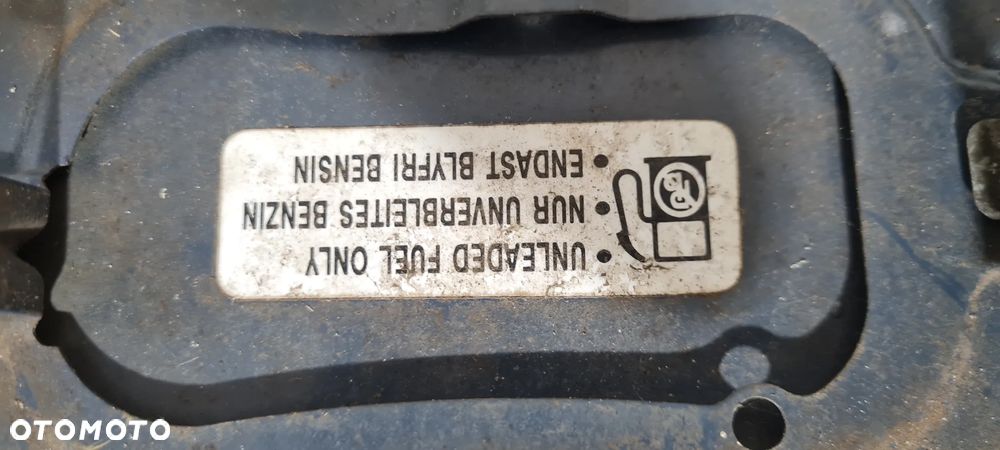 • UNLEADED FUEL ONLY
• NUR UNVERBLEITES BENZIN
• ENDAST BLYFRI BENSIN
OTOMOTO